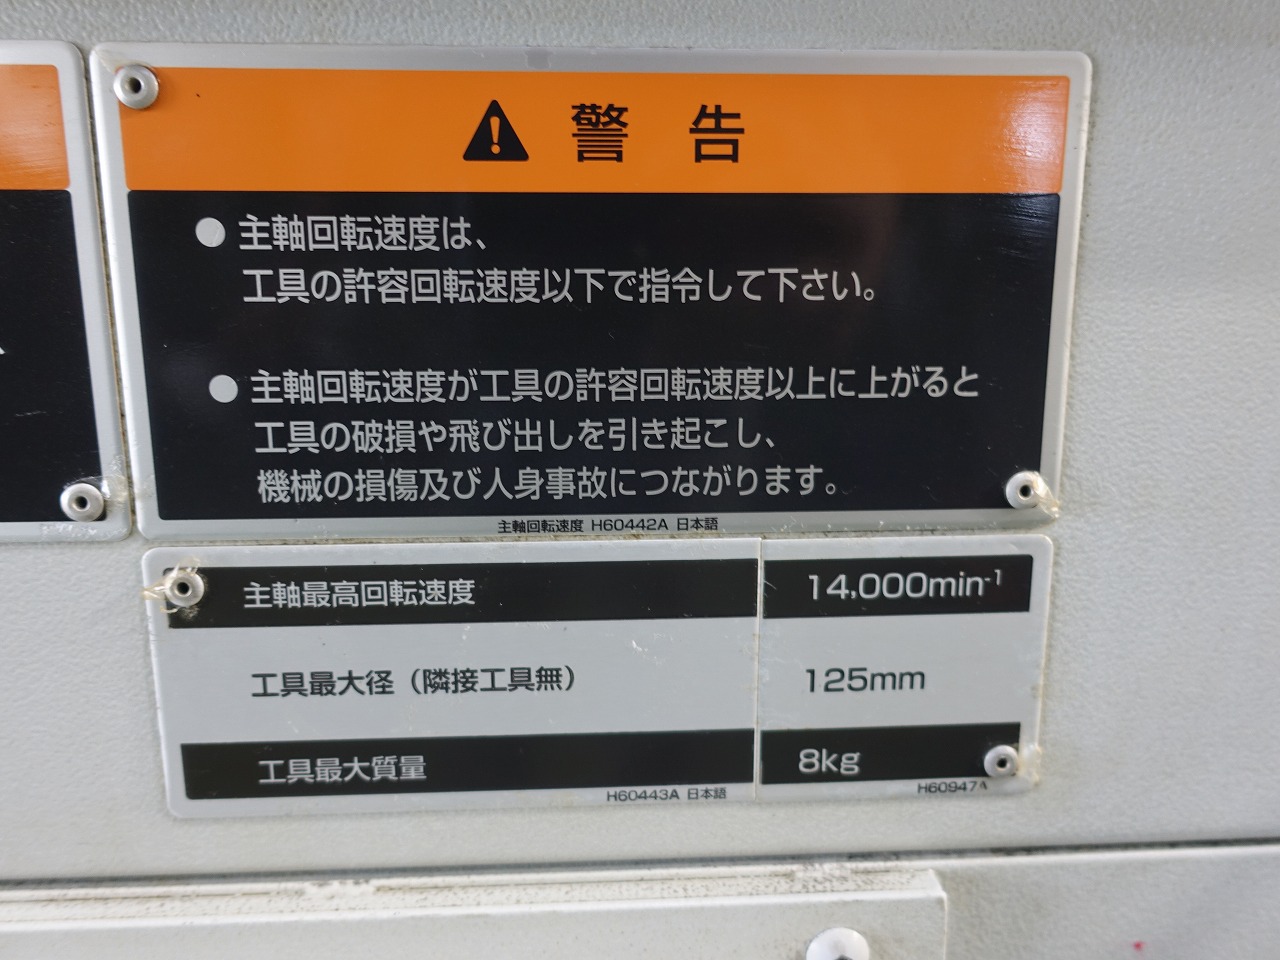 警告
● 主軸回転速度は、
工具の許容回転速度以下で指令して下さい。
● 主軸回転速度が工具の許容回転速度以上に上がると
工具の破損や飛び出しを引き起こし、
機械の損傷及び人身事故につながります。
主軸回転速度 H60442A 日本語
主軸最高回転速度 14,000min-1
工具最大径（隣接工具無） 125mm
工具最大質量 8kg
H60443A 日本語 H60947A